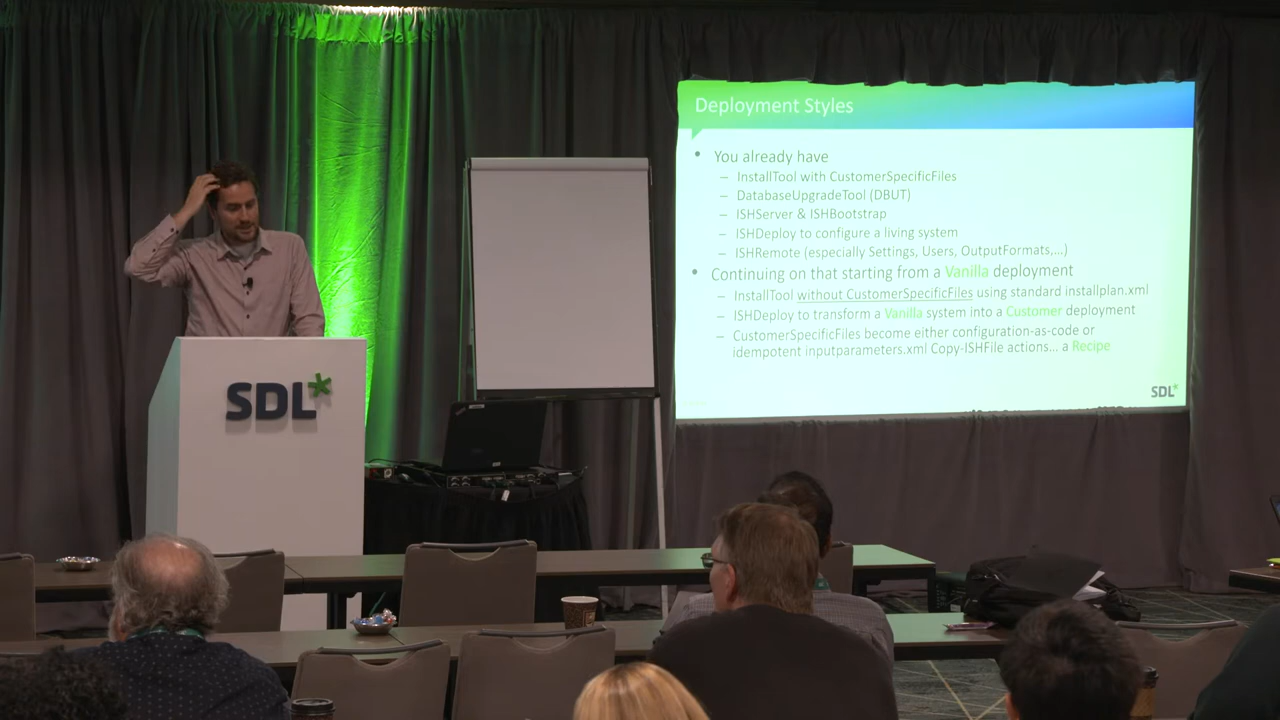 Deployment Styles
• You already have
– InstallTool with CustomerSpecificFiles
– DatabaseUpgradeTool (DBUT)
– ISHServer & ISHBootstrap
– ISHDeploy to configure a living system
– ISHRemote (especially Settings, Users, OutputFormats,...)
• Continuing on that starting from a Vanilla deployment
– InstallTool without CustomerSpecificFiles using standard installplan.xml
– ISHDeploy to transform a Vanilla system into a Customer deployment
– CustomerSpecificFiles become either configuration-as-code or
idempotent inputparameters.xml Copy-ISHFile actions... a Recipe
SDL
SDL